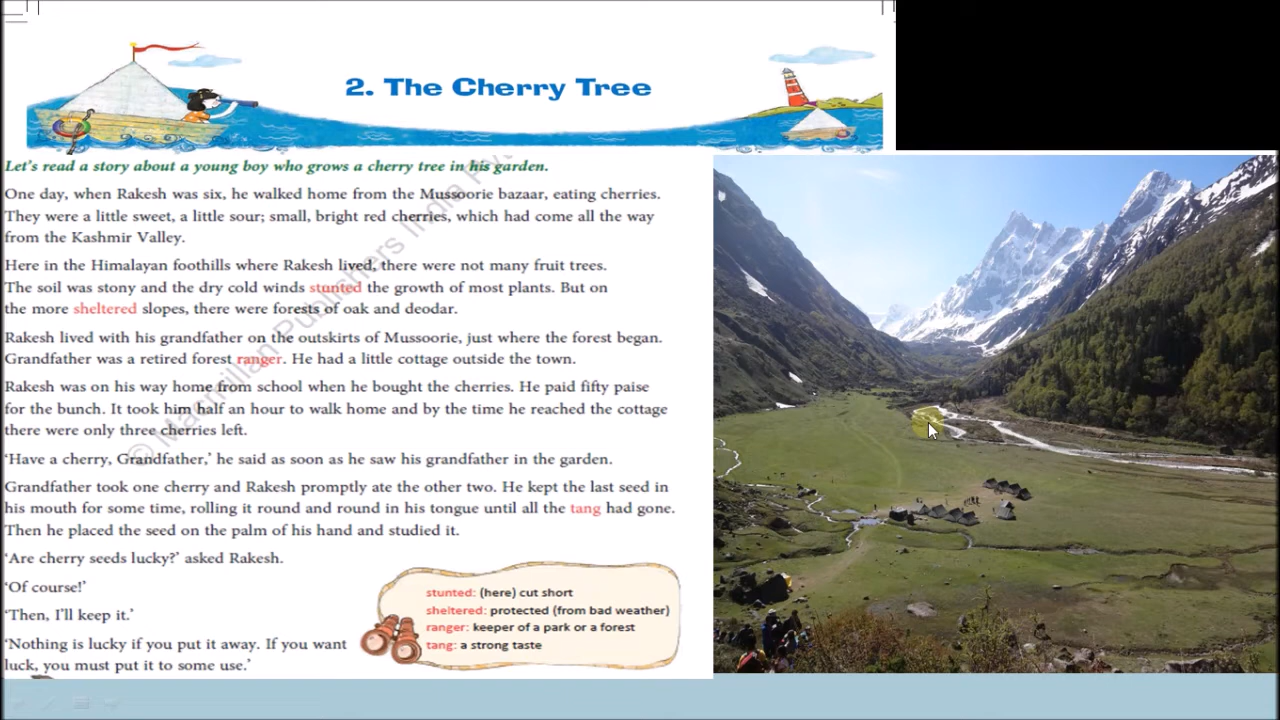 2. The Cherry Tree
Let's read a story about a young boy who grows a cherry tree in his garden.
One day, when Rakesh was six, he walked home from the Mussoorie bazaar, eating cherries.
They were a little sweet, a little sour; small, bright red cherries, which had come all the way
from the Kashmir Valley.
Here in the Himalayan foothills where Rakesh lived, there were not many fruit trees.
The soil was stony and the dry cold winds stunted the growth of most plants. But on
the more sheltered slopes, there were forests of oak and deodar.
Rakesh lived with his grandfather on the outskirts of Mussoorie, just where the forest began.
Grandfather was a retired forest ranger. He had a little cottage outside the town.
Rakesh was on his way home from school when he bought the cherries. He paid fifty paise
for the bunch. It took him half an hour to walk home and by the time he reached the cottage
there were only three cherries left.
‘Have a cherry, Grandfather,’ he said as soon as he saw his grandfather in the garden.
Grandfather took one cherry and Rakesh promptly ate the other two. He kept the last seed in
his mouth for some time, rolling it round and round in his tongue until all the tang had gone.
Then he placed the seed on the palm of his hand and studied it.
‘Are cherry seeds lucky?’ asked Rakesh.
‘Of course!’
‘Then, I’ll keep it.’
‘Nothing is lucky if you put it away. If you want
luck, you must put it to some use.’
stunted: (here) cut short
sheltered: protected (from bad weather)
ranger: keeper of a park or a forest
tang: a strong taste
© Macmillan Publishers India